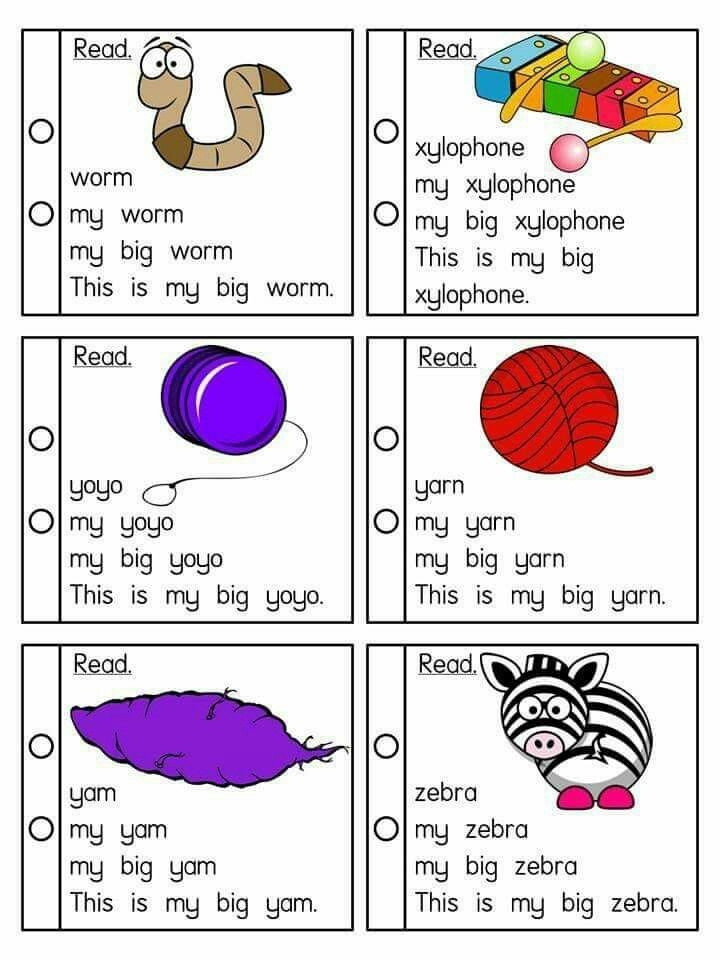 Read.
worm
my worm
my big worm
This is my big worm.
Read.
xylophone
my xylophone
my big xylophone
This is my big
xylophone.
Read.
yoyo
my yoyo
my big yoyo
This is my big yoyo.
Read.
yarn
my yarn
my big yarn
This is my big yarn.
Read.
yam
my yam
my big yam
This is my big yam.
Read.
zebra
my zebra
my big zebra
This is my big zebra.